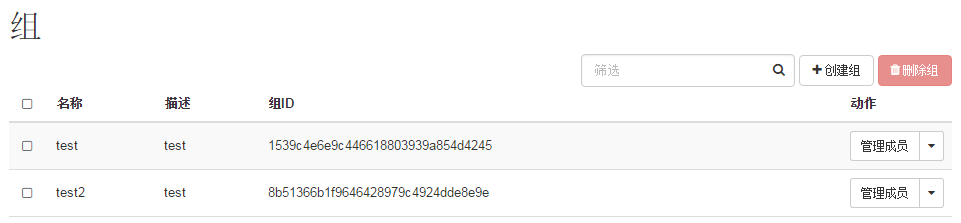 组
筛选 创建组 删除组
名称 描述 组ID 动作
test test 1539c4e6e9c446618803939a854d4245 管理成员
test2 test 8b51366b1f9646428979c4924dde8e9e 管理成员